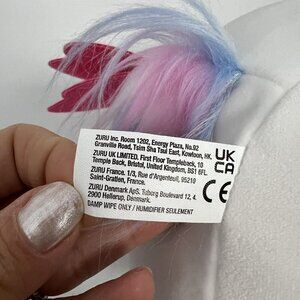 ZURU Inc. Room 1202, Energy Plaza, No.92
Granville Road, Tsim Sha Tsui East, Kowloon, HK.
ZURU UK LIMITED. First Floor Templeback, 10
Temple Back, Bristol, United Kingdom, BS1 6FL.
ZURU France. 1/3, Rue d'Argenteuil, 95210
Saint-Gratien, France.
ZURU Denmark ApS. Tuborg Boulevard 12, 4.
2900 Hellerup, Denmark.
DAMP WIPE ONLY / HUMIDIFIER SEULEMENT
UK
CA
CE